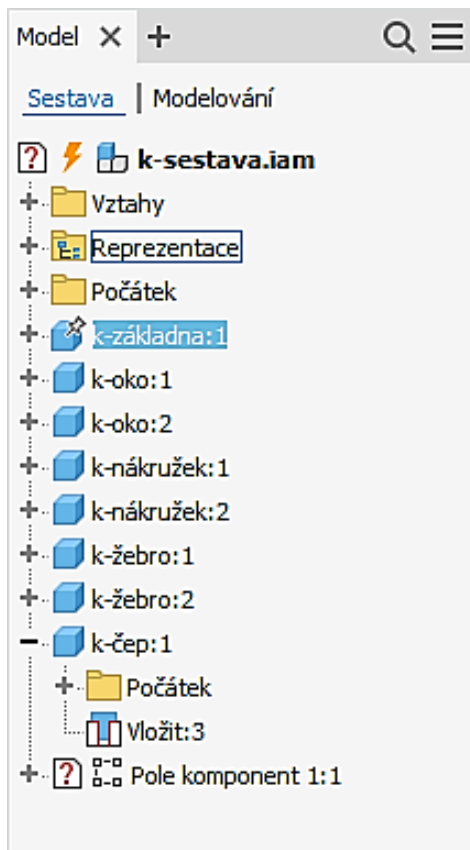 Model
Sestava | Modelování
k-sestava.iam
Vztahy
Reprezentace
Počátek
k-základna:1
k-oko:1
k-oko:2
k-nákružek:1
k-nákružek:2
k-žebro:1
k-žebro:2
k-čep:1
Počátek
Vložit:3
Pole komponent 1:1